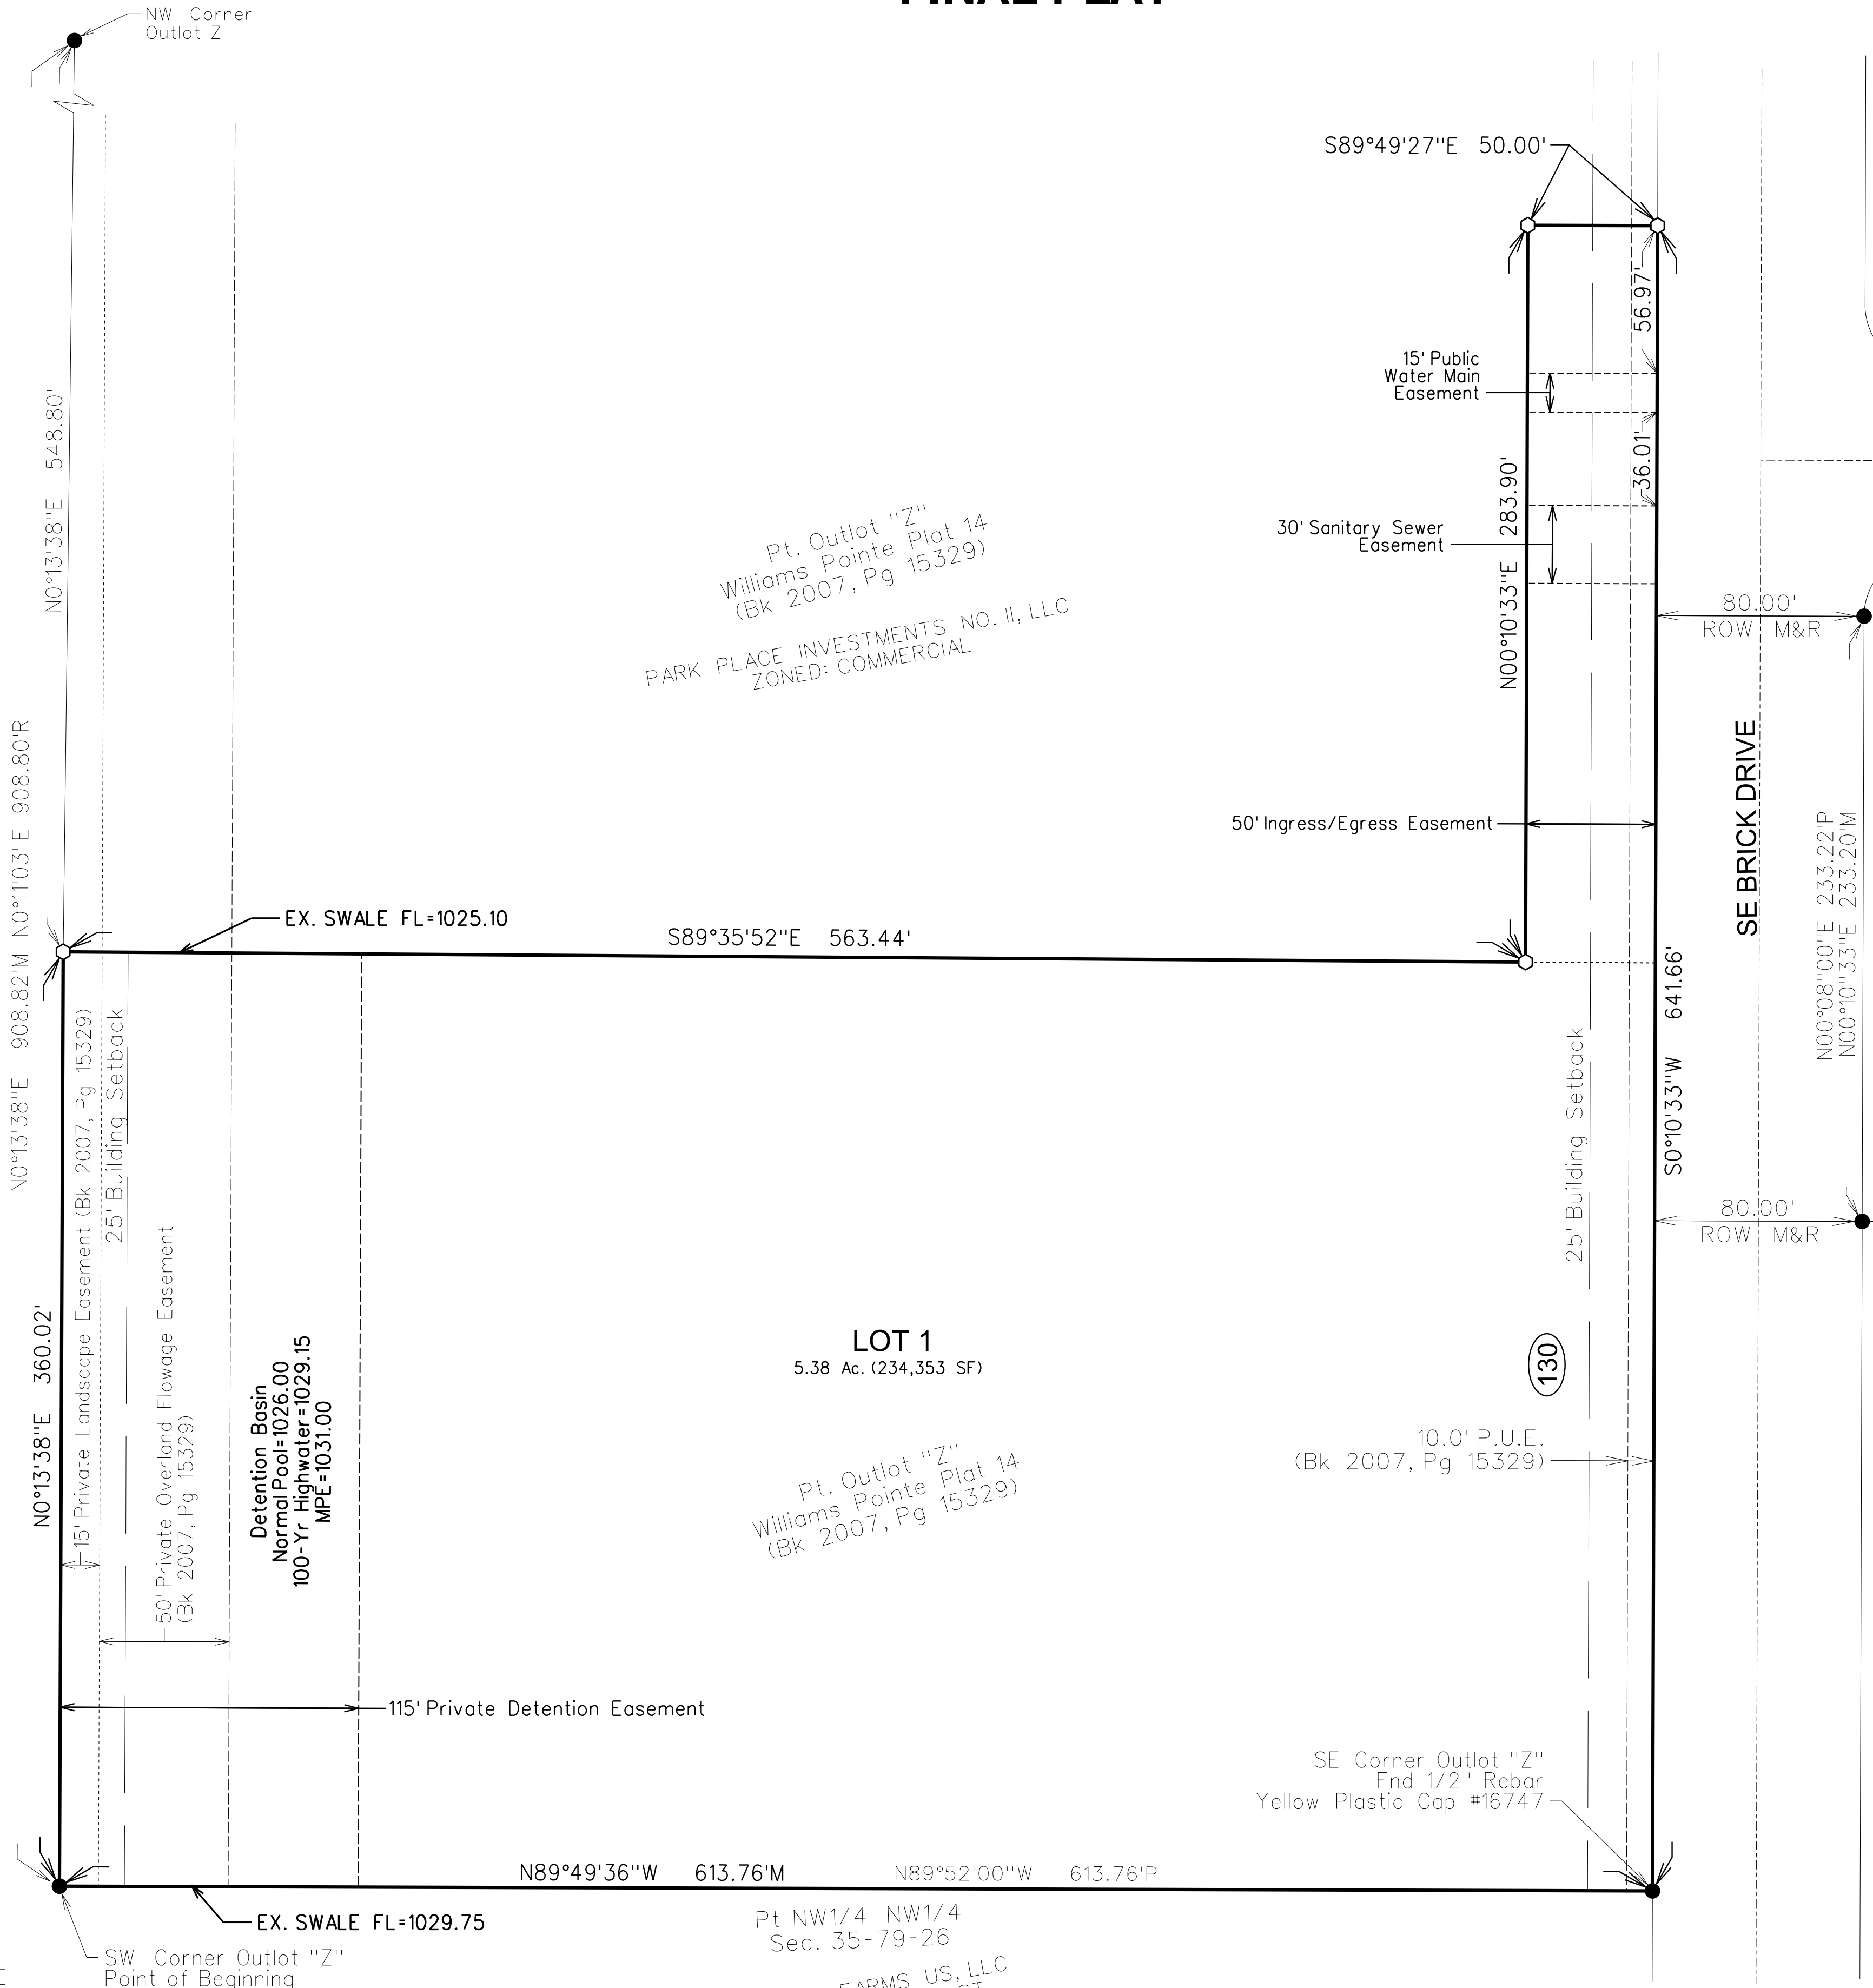 NW Corner
Outlot Z
S89°49'27"E 50.00'
56.97'
15' Public
Water Main
Easement
36.01'
N0°13'38"E 548.80'
30' Sanitary Sewer
Easement
N00°10'33"E 283.90'
Pt. Outlot "Z"
Williams Pointe Plat 14
(Bk 2007, Pg 15329)
PARK PLACE INVESTMENTS NO. II, LLC
ZONED: COMMERCIAL
80.00'
ROW M&R
50' Ingress/Egress Easement
SE BRICK DRIVE
N00°08'00"E 233.22'P
N00°10'33"E 233.20'M
N0°13'38"E 908.82'M N0°11'03"E 908.80'R
EX. SWALE FL=1025.10
S89°35'52"E 563.44'
S0°10'33"W 641.66'
15' Private Landscape Easement (Bk 2007, Pg 15329)
25' Building Setback
25' Building Setback
80.00'
ROW M&R
N0°13'38"E 360.02'
50' Private Overland Flowage Easement
(Bk 2007, Pg 15329)
Detention Basin
Normal Pool=1026.00
100-Yr Highwater=1029.15
MPE=1031.00
LOT 1
5.38 Ac. (234,353 SF)
130
10.0' P.U.E.
(Bk 2007, Pg 15329)
Pt. Outlot "Z"
Williams Pointe Plat 14
(Bk 2007, Pg 15329)
115' Private Detention Easement
SE Corner Outlot "Z"
Fnd 1/2" Rebar
Yellow Plastic Cap #16747
N89°49'36"W 613.76'M N89°52'00"W 613.76'P
EX. SWALE FL=1029.75
Pt NW1/4 NW1/4
Sec. 35-79-26
SW Corner Outlot "Z"
Point of Beginning
FARMS US, LLC